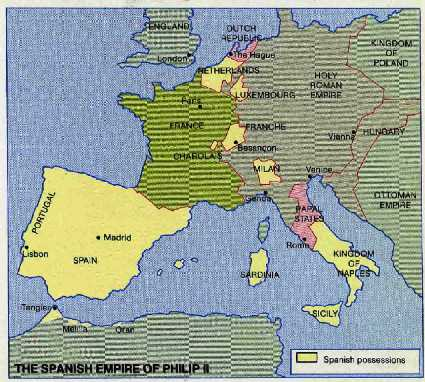 ENGLAND
London
DUTCH
REPUBLIC
The Hague
NETHERLANDS
KINGDOM
OF
POLAND
LUXEMBOURG
HOLY
ROMAN
EMPIRE
Paris
FRANCE
FRANCHE
Besançon
CHAROLAIS
Vienna
HUNGARY
MILAN
Venice
Genoa
PAPAL
STATES
OTTOMAN
EMPIRE
PORTUGAL
Madrid
Lisbon
SPAIN
Rome
KINGDOM
OF
NAPLES
SARDINIA
SICILY
Tangier
Melilla
Oran
THE SPANISH EMPIRE OF PHILIP II
Spanish possessions